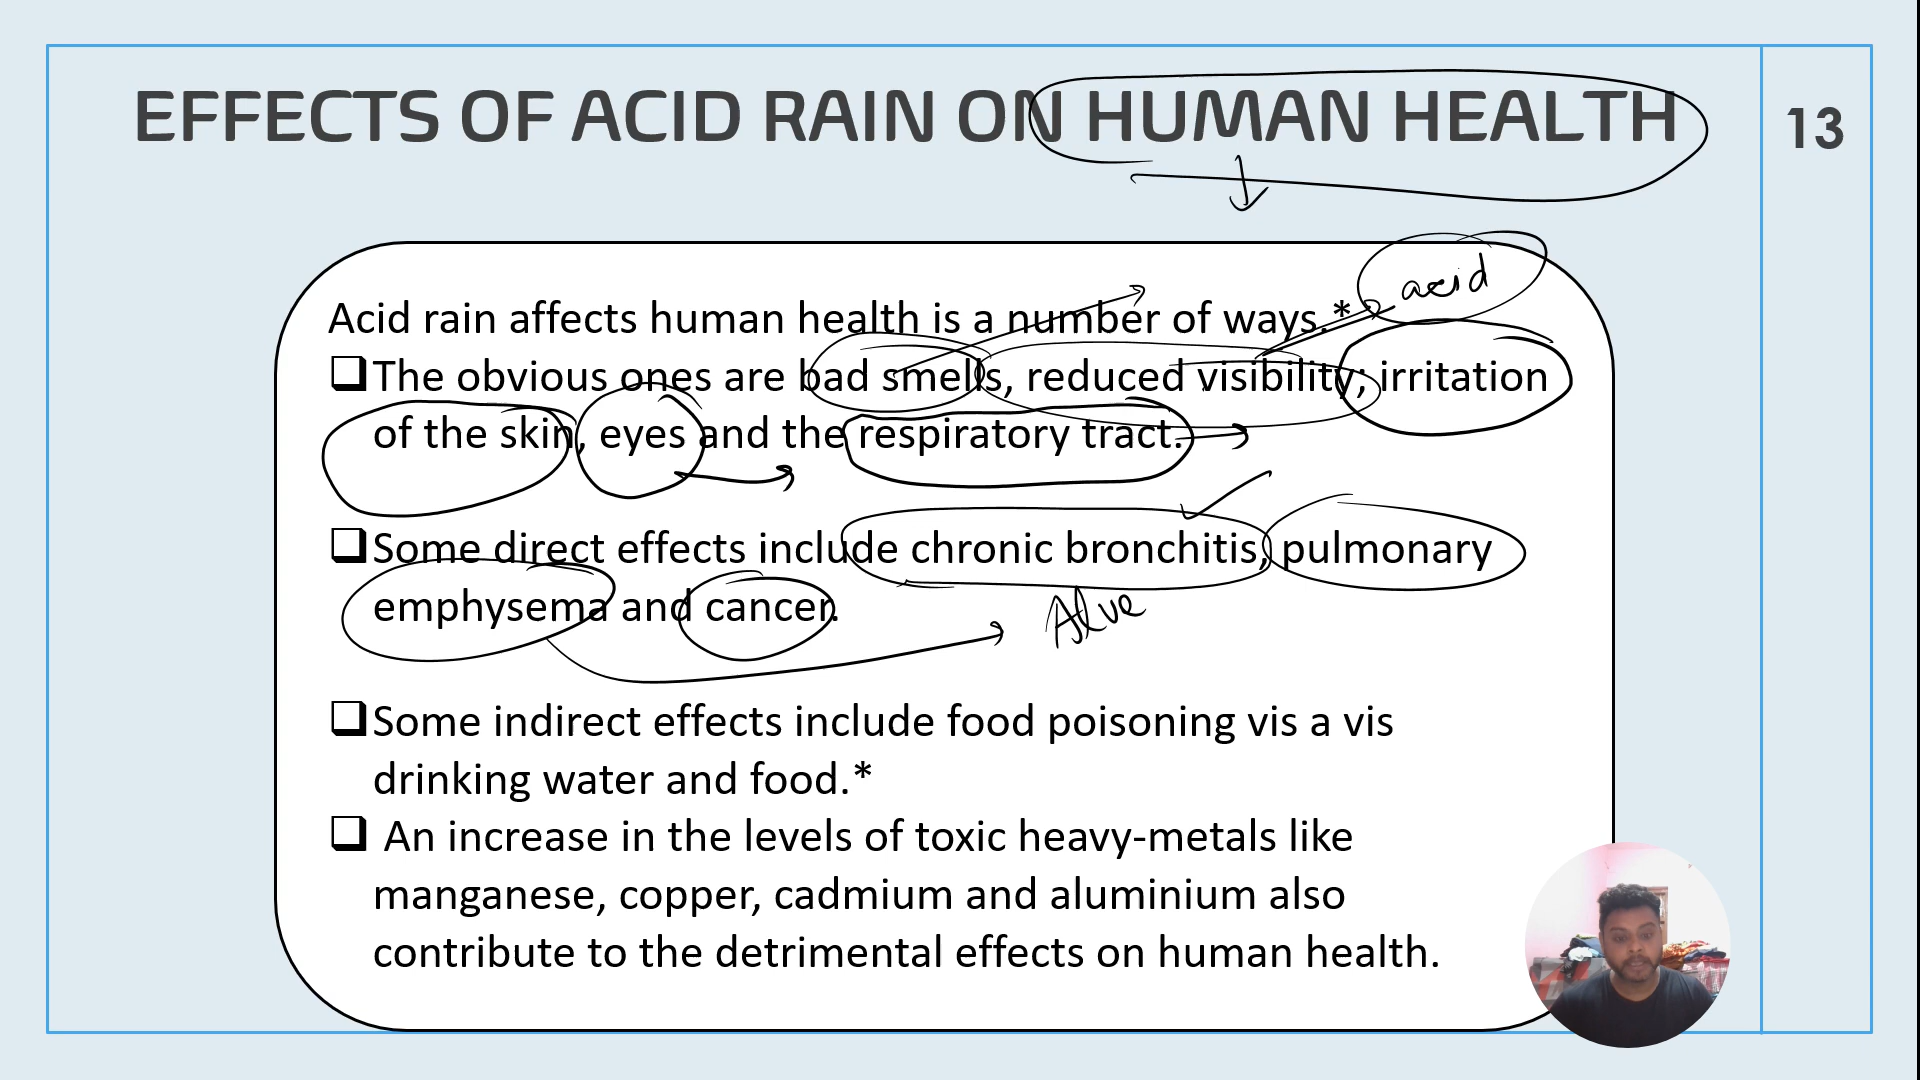 EFFECTS OF ACID RAIN ON HUMAN HEALTH
13
acid
Acid rain affects human health is a number of ways.*
The obvious ones are bad smells, reduced visibility; irritation
of the skin, eyes and the respiratory tract.
Some direct effects include chronic bronchitis, pulmonary
emphysema and cancer.
Alve
Some indirect effects include food poisoning vis a vis
drinking water and food.*
An increase in the levels of toxic heavy-metals like
manganese, copper, cadmium and aluminium also
contribute to the detrimental effects on human health.